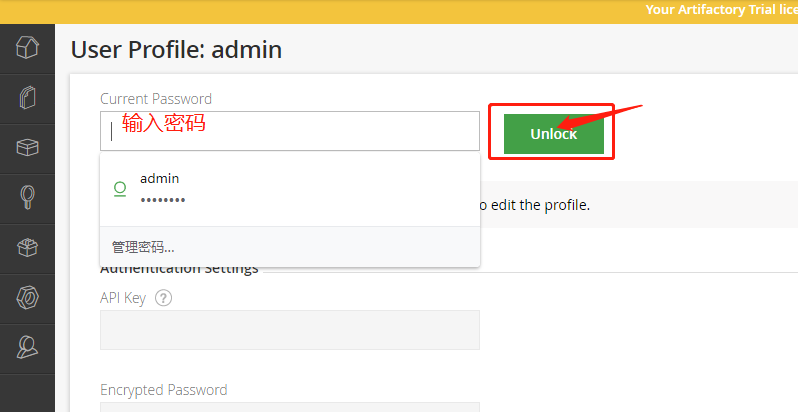 Your Artifactory Trial lice
User Profile: admin
Current Password
输入密码
Unlock
admin
••••••••
o edit the profile.
管理密码...
Authentication Settings
API Key ?
Encrypted Password